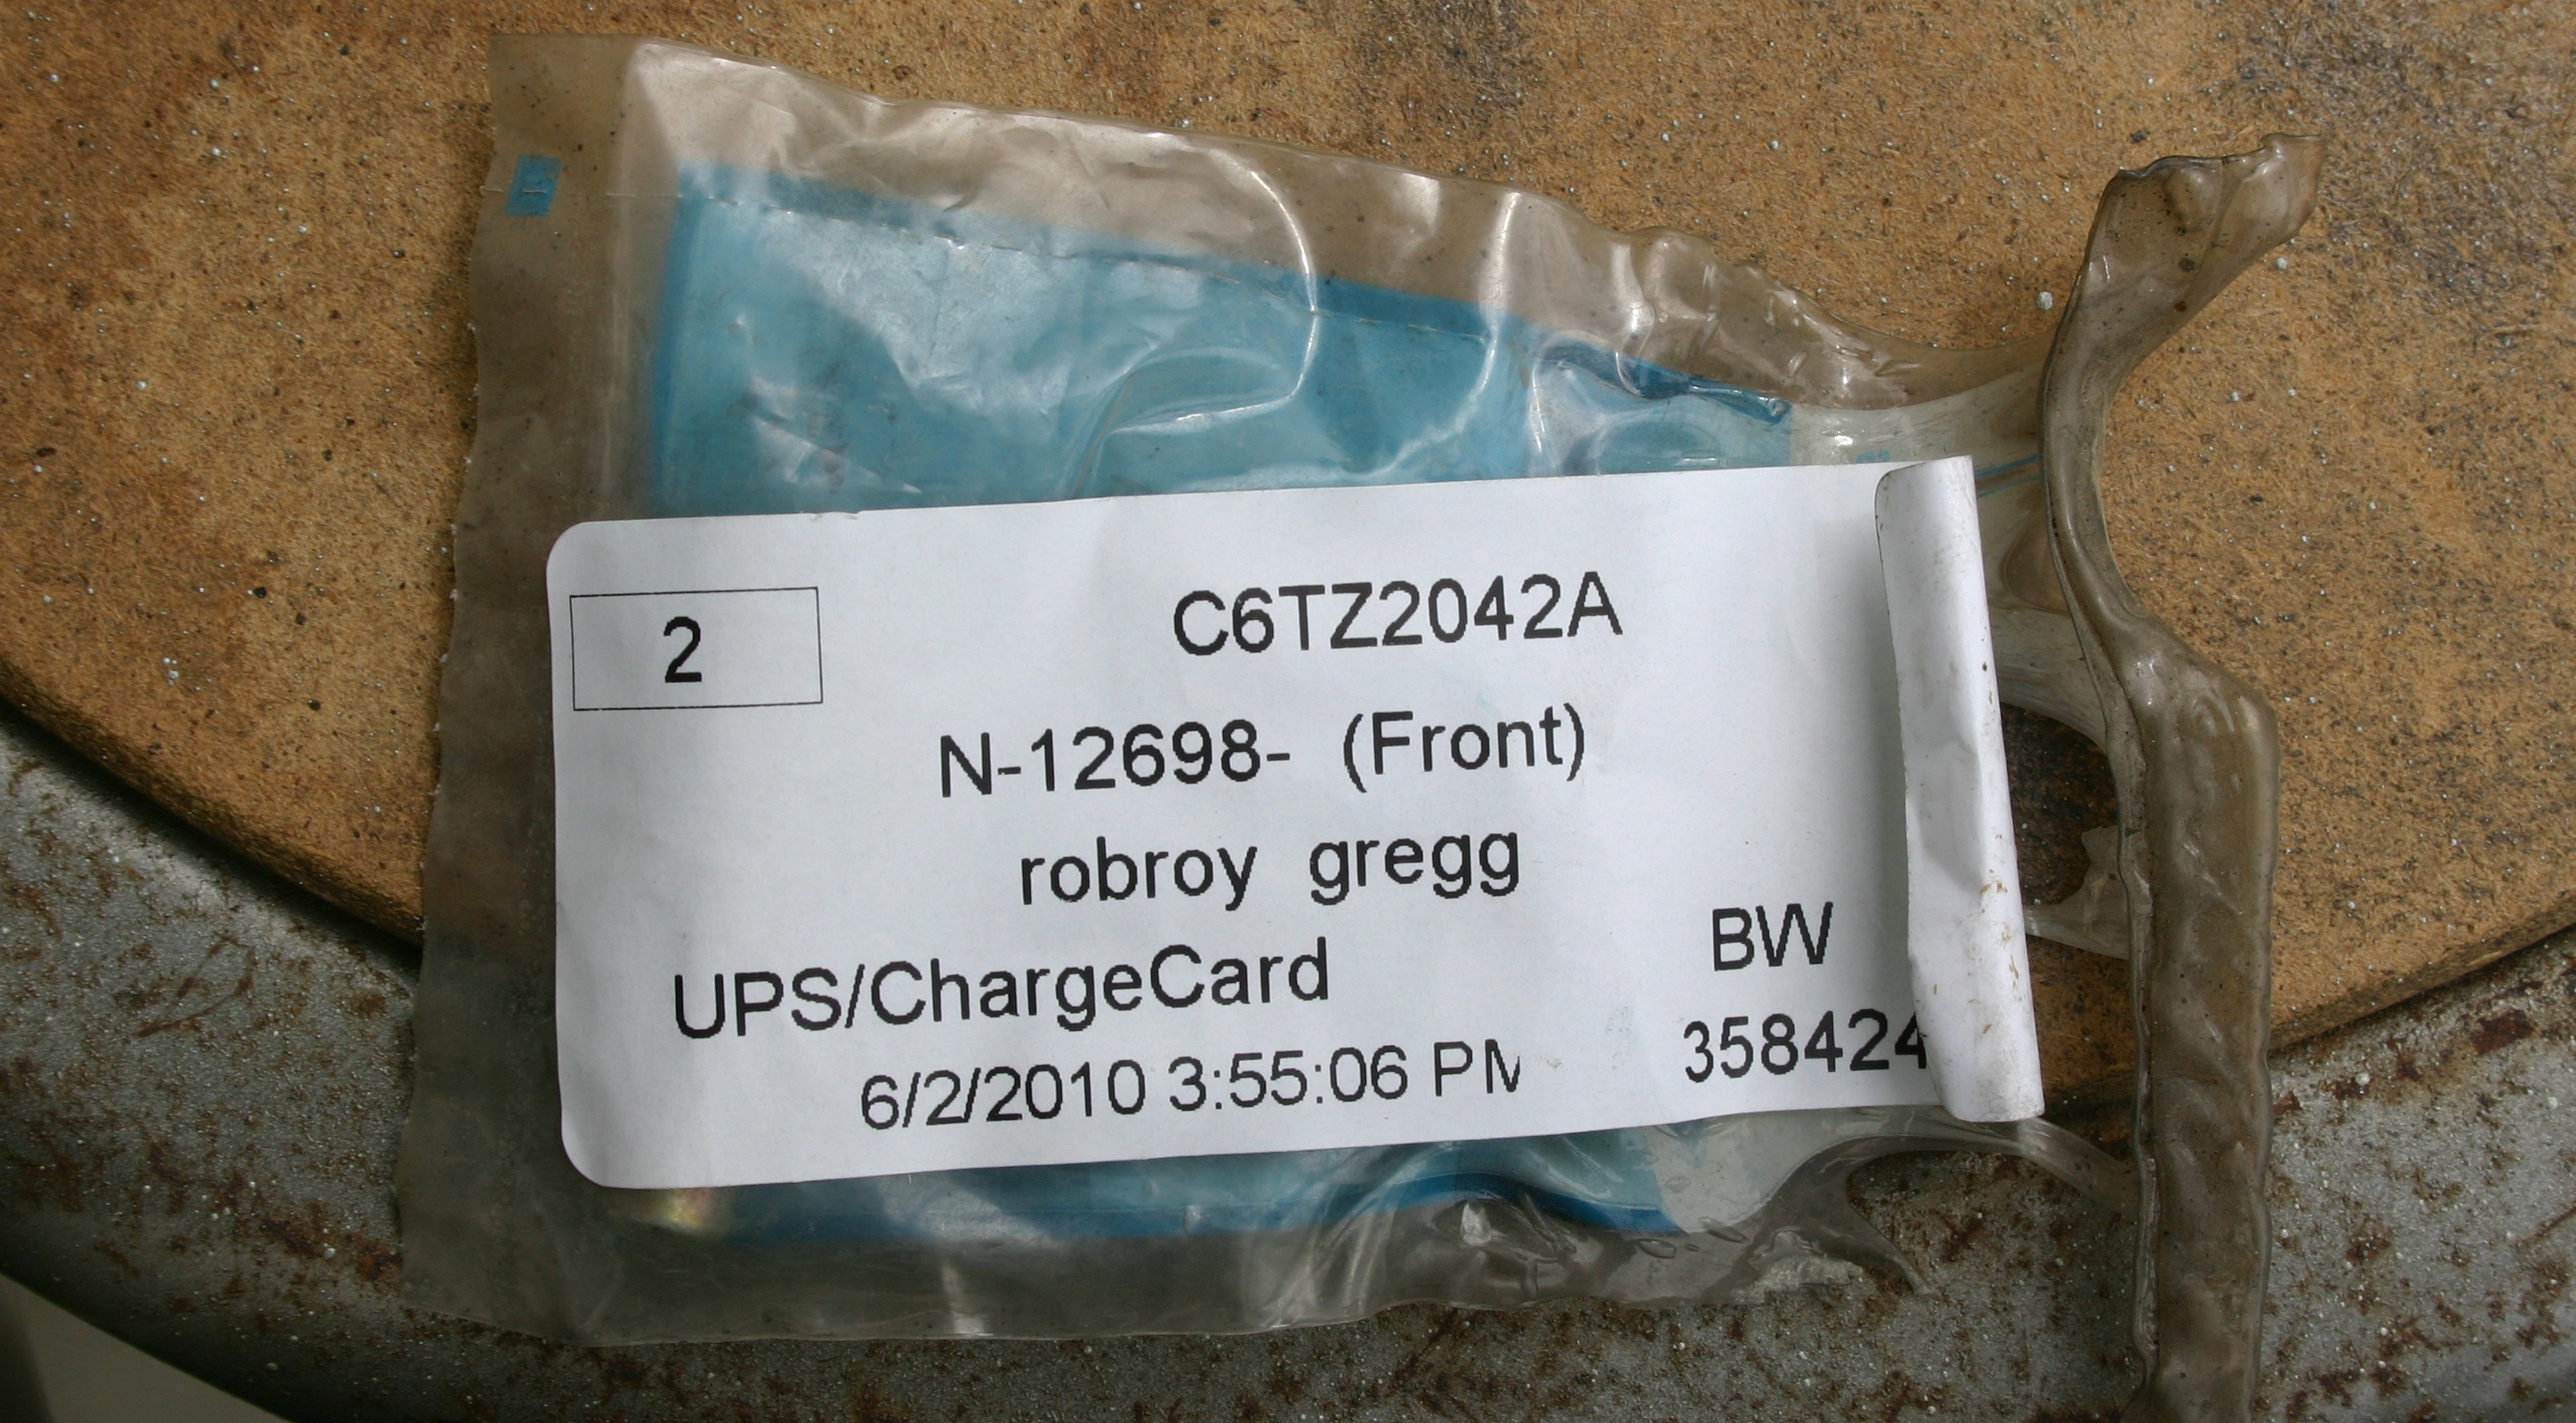 2
C6TZ2042A
N-12698- (Front)
robroy gregg
UPS/ChargeCard
BW
6/2/2010 3:55:06 PM
358424